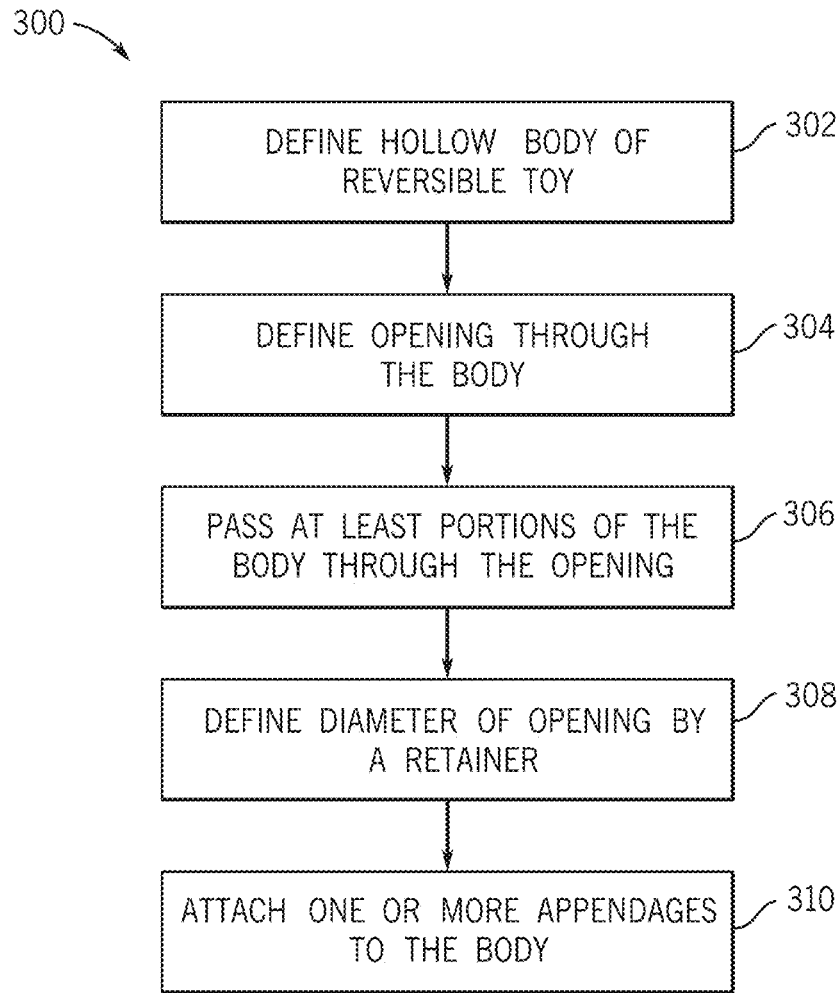 300
DEFINE HOLLOW BODY OF
REVERSIBLE TOY
302
DEFINE OPENING THROUGH
THE BODY
304
PASS AT LEAST PORTIONS OF THE
BODY THROUGH THE OPENING
306
DEFINE DIAMETER OF OPENING BY
A RETAINER
308
ATTACH ONE OR MORE APPENDAGES
TO THE BODY
310